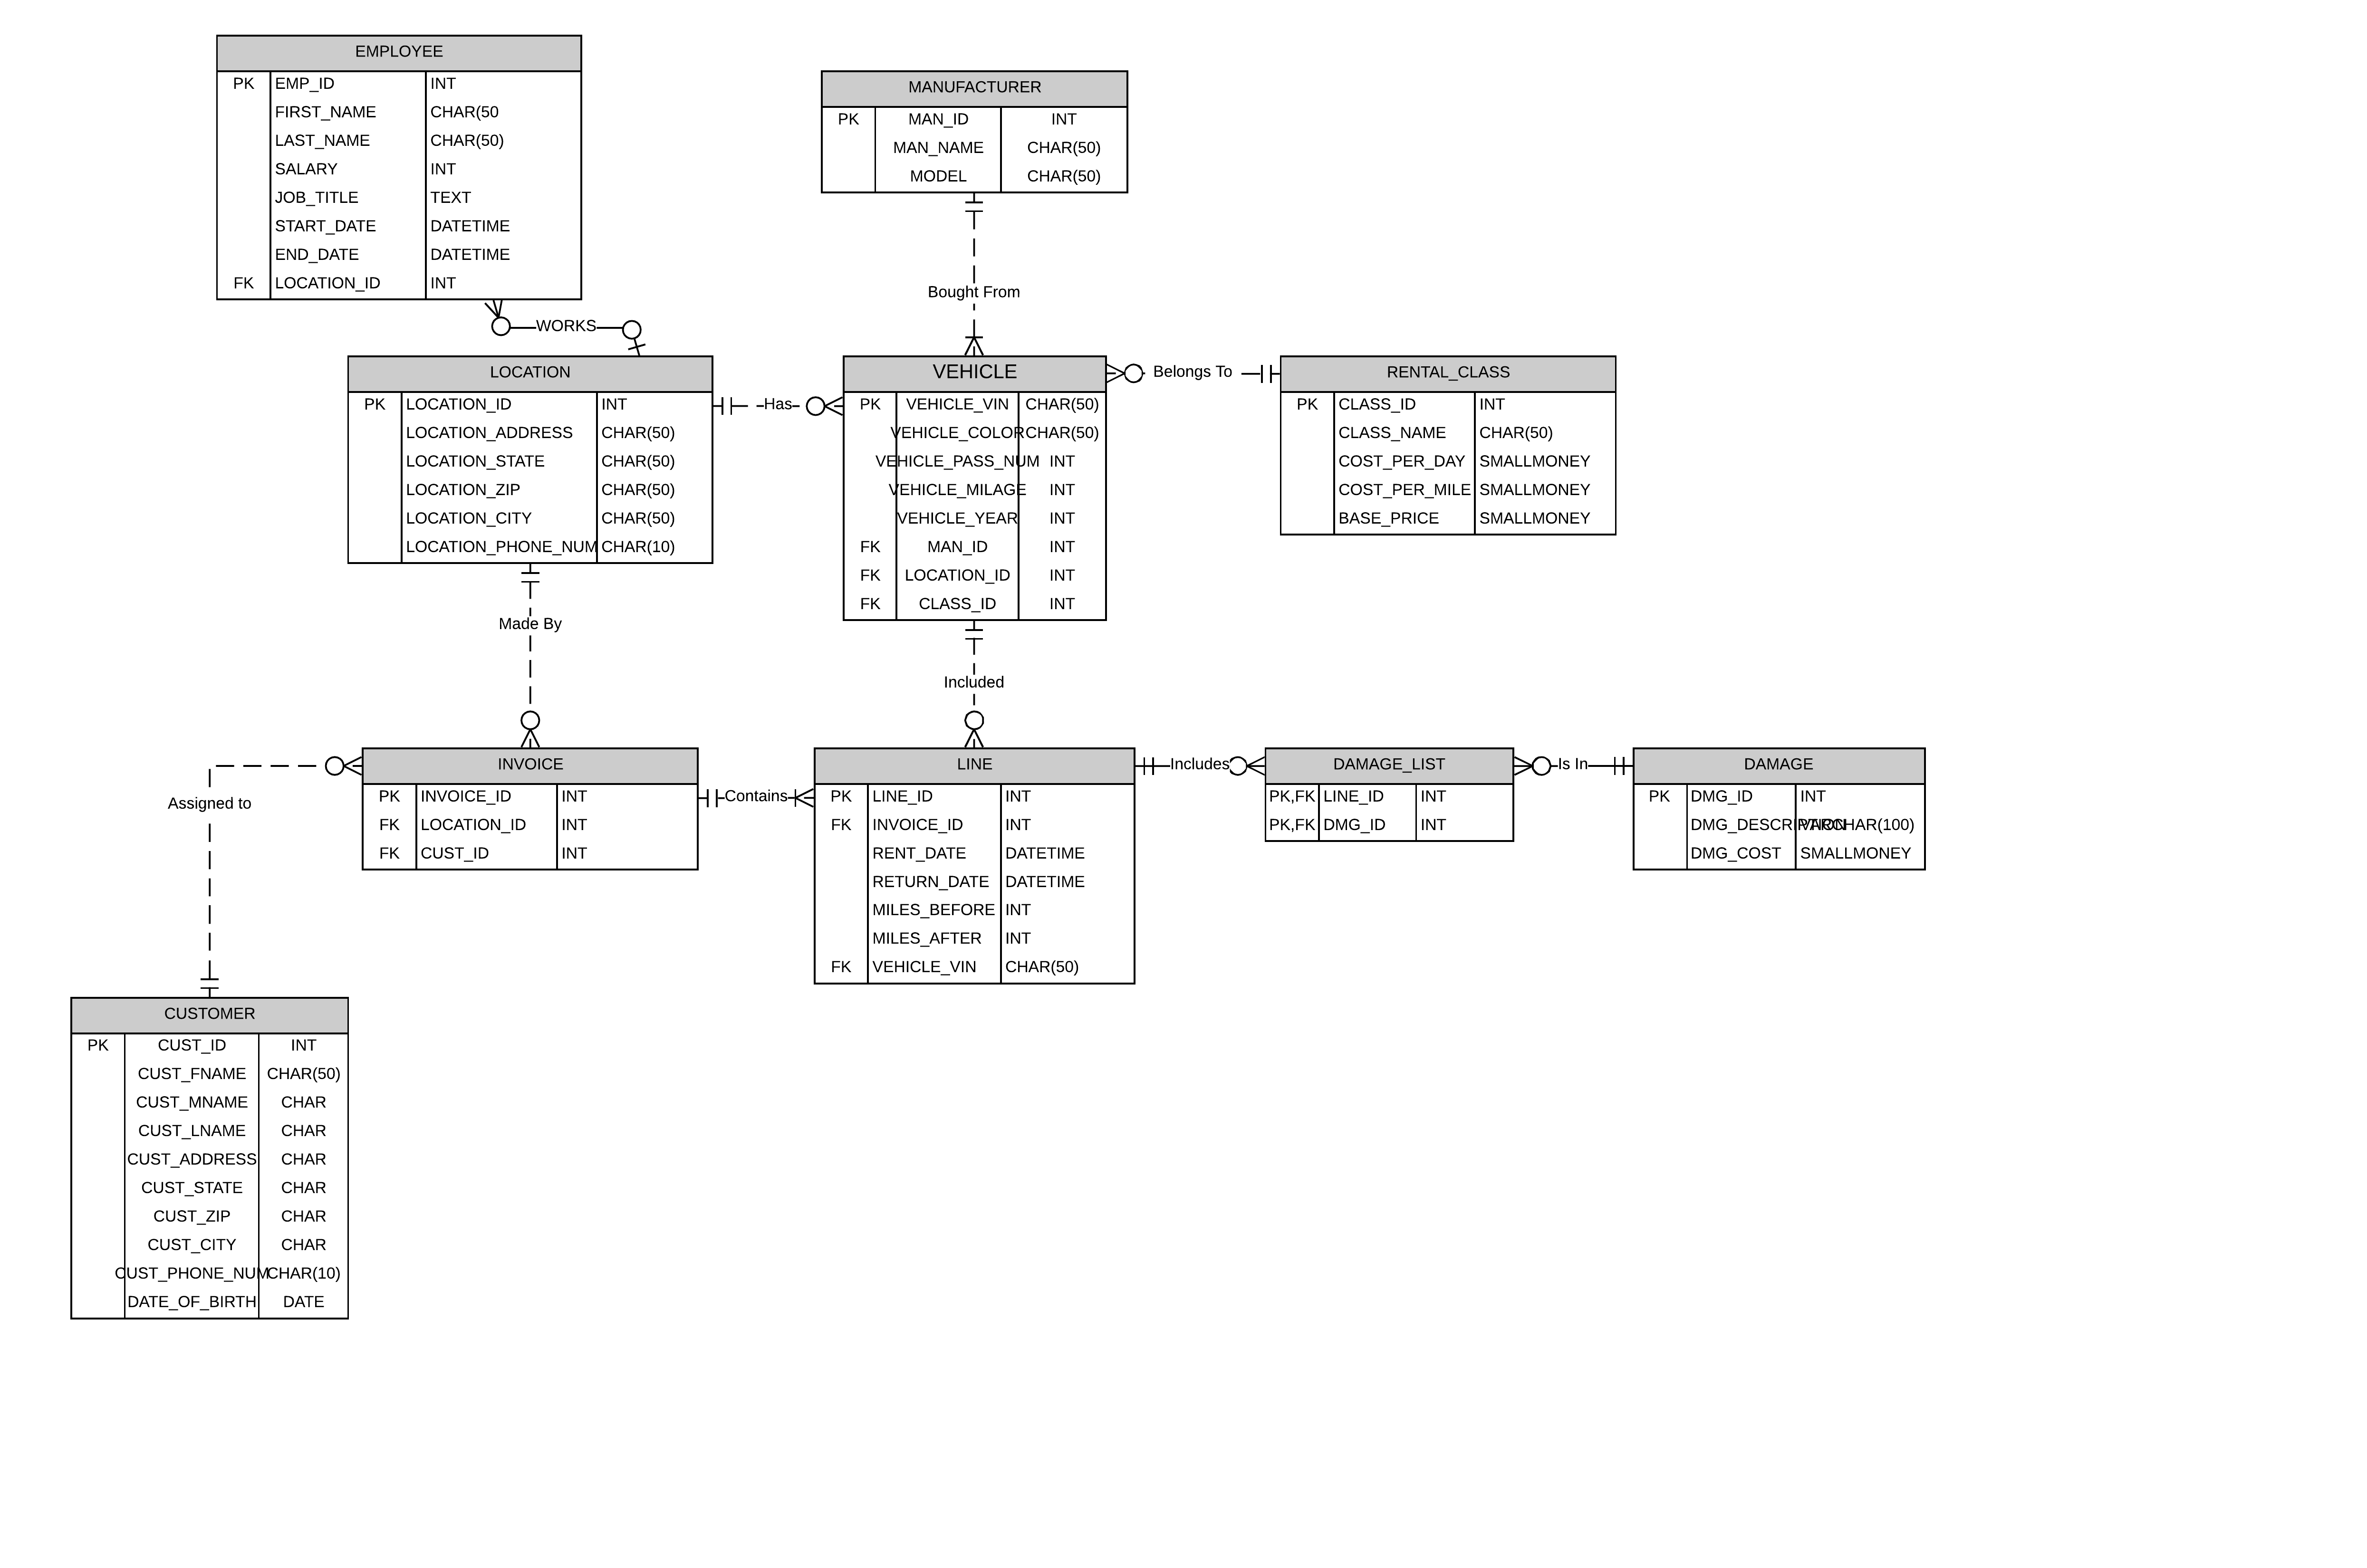 EMPLOYEE
PK EMP_ID INT
FIRST_NAME CHAR(50
LAST_NAME CHAR(50)
SALARY INT
JOB_TITLE TEXT
START_DATE DATETIME
END_DATE DATETIME
FK LOCATION_ID INT
MANUFACTURER
PK MAN_ID INT
MAN_NAME CHAR(50)
MODEL CHAR(50)
Bought From
WORKS
LOCATION
PK LOCATION_ID INT
LOCATION_ADDRESS CHAR(50)
LOCATION_STATE CHAR(50)
LOCATION_ZIP CHAR(50)
LOCATION_CITY CHAR(50)
LOCATION_PHONE_NUM CHAR(10)
Has
VEHICLE
PK VEHICLE_VIN CHAR(50)
VEHICLE_COLOR CHAR(50)
VEHICLE_PASS_NUM INT
VEHICLE_MILAGE INT
VEHICLE_YEAR INT
FK MAN_ID INT
FK LOCATION_ID INT
FK CLASS_ID INT
Belongs To
RENTAL_CLASS
PK CLASS_ID INT
CLASS_NAME CHAR(50)
COST_PER_DAY SMALLMONEY
COST_PER_MILE SMALLMONEY
BASE_PRICE SMALLMONEY
Made By
Included
Assigned to
INVOICE
PK INVOICE_ID INT
FK LOCATION_ID INT
FK CUST_ID INT
Contains
LINE
PK LINE_ID INT
FK INVOICE_ID INT
RENT_DATE DATETIME
RETURN_DATE DATETIME
MILES_BEFORE INT
MILES_AFTER INT
FK VEHICLE_VIN CHAR(50)
Includes
DAMAGE_LIST
PK,FK LINE_ID INT
PK,FK DMG_ID INT
Is In
DAMAGE
PK DMG_ID INT
DMG_DESCRIPTION VARCHAR(100)
DMG_COST SMALLMONEY
CUSTOMER
PK CUST_ID INT
CUST_FNAME CHAR(50)
CUST_MNAME CHAR
CUST_LNAME CHAR
CUST_ADDRESS CHAR
CUST_STATE CHAR
CUST_ZIP CHAR
CUST_CITY CHAR
CUST_PHONE_NUM CHAR(10)
DATE_OF_BIRTH DATE